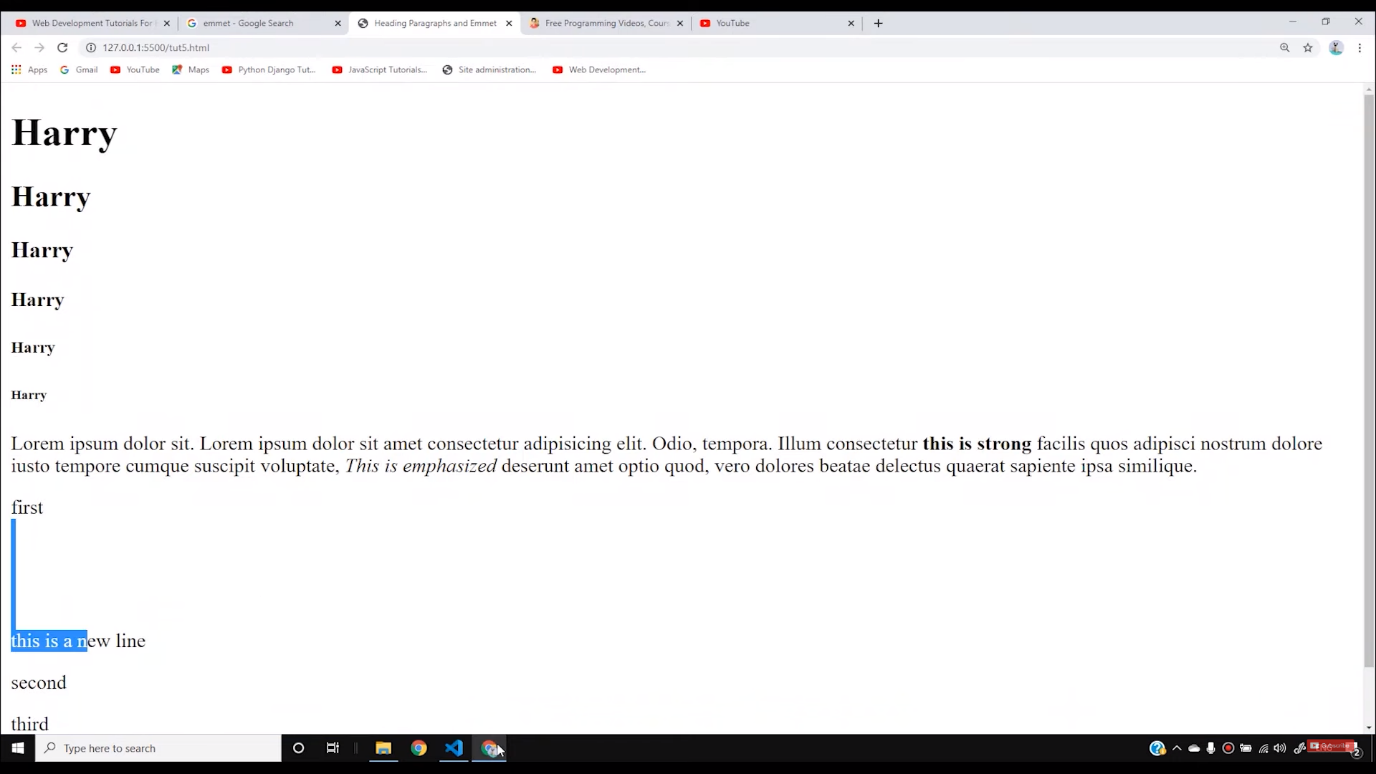 Web Development Tutorials For
emmet - Google Search
Heading Paragraphs and Emmet
Free Programming Videos, Cours
YouTube
127.0.0.1:5500/tut5.html
Apps
Gmail
YouTube
Maps
Python Django Tut...
JavaScript Tutorials...
Site administration...
Web Development...
Harry
Harry
Harry
Harry
Harry
Harry
Lorem ipsum dolor sit. Lorem ipsum dolor sit amet consectetur adipisicing elit. Odio, tempora. Illum consectetur this is strong facilis quos adipisci nostrum dolore
iusto tempore cumque suscipit voluptate, This is emphasized deserunt amet optio quod, vero dolores beatae delectus quaerat sapiente ipsa similique.
first
this is a new line
second
third
Type here to search
2